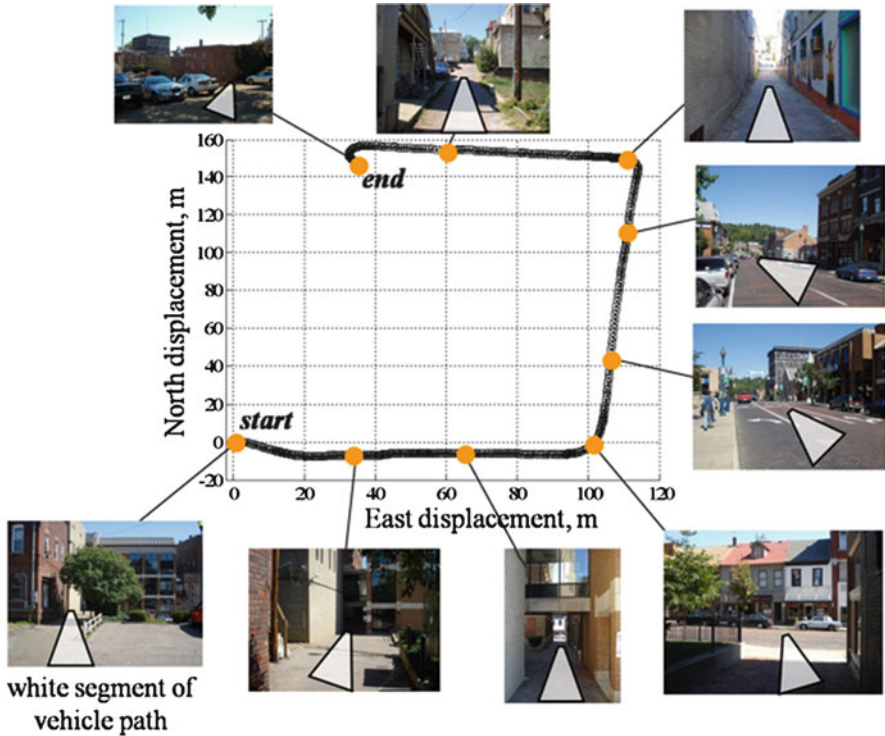 160
140
120
100
80
60
40
20
0
-20
North displacement, m
end
start
0 20 40 60 80 100 120
East displacement, m
white segment of
vehicle path